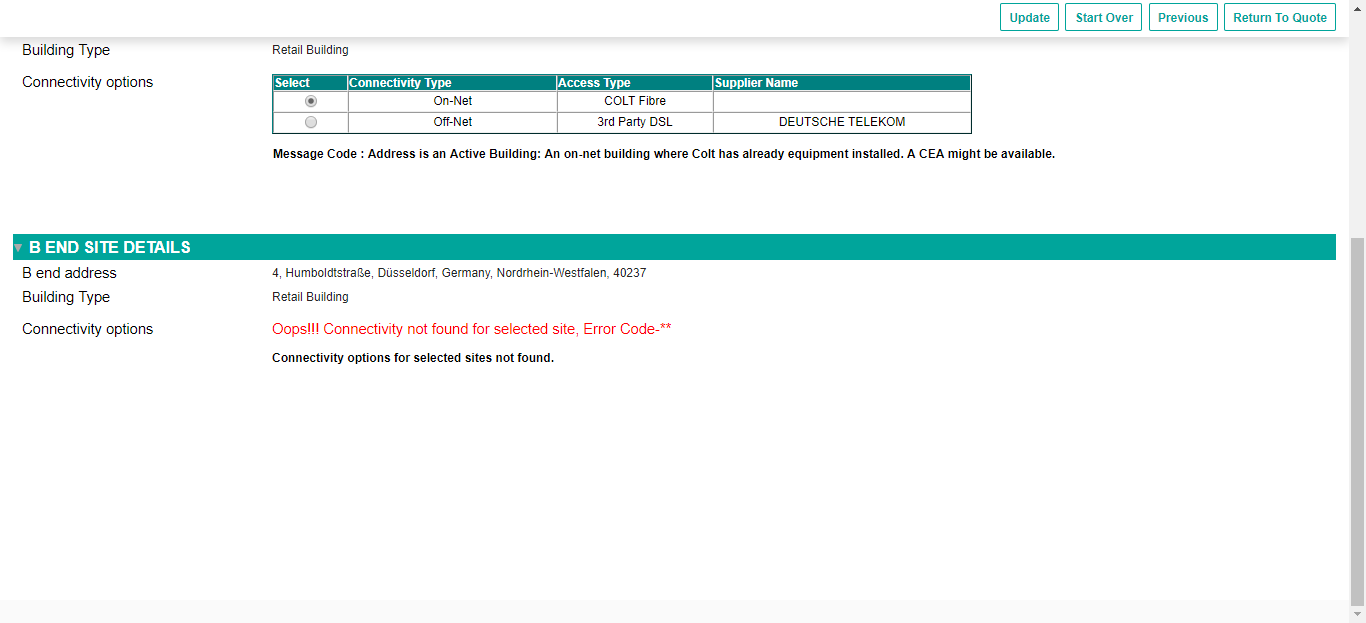 Update Start Over Previous Return To Quote
Building Type Retail Building
Connectivity options
Select Connectivity Type Access Type Supplier Name
On-Net COLT Fibre
Off-Net 3rd Party DSL DEUTSCHE TELEKOM
Message Code : Address is an Active Building: An on-net building where Colt has already equipment installed. A CEA might be available.
B END SITE DETAILS
B end address 4, Humboldtstraße, Düsseldorf, Germany, Nordrhein-Westfalen, 40237
Building Type Retail Building
Connectivity options Oops!!! Connectivity not found for selected site, Error Code-**
Connectivity options for selected sites not found.